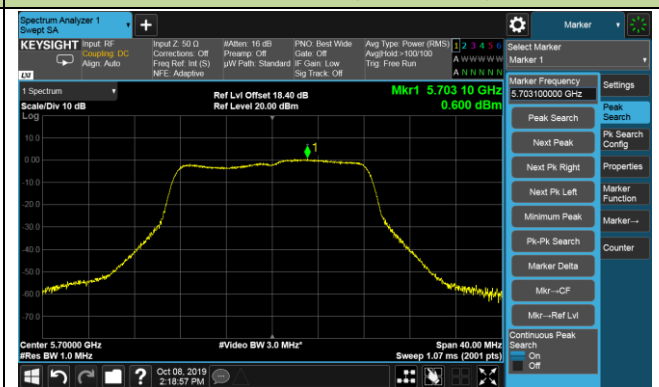 Spectrum Analyzer 1
Swept SA
+
Marker
KEYSIGHT
Input: RF
Coupling: DC
Align: Auto
Input Z: 50 Ω
Corrections: Off
Freq Ref: Int (S)
NFE: Adaptive
#Atten: 16 dB
Preamp: Off
µW Path: Standard
PNO: Best Wide
Gate: Off
IF Gain: Low
Sig Track: Off
Avg Type: Power (RMS)
Avg|Hold:>100/100
Trig: Free Run
1 2 3 4 5 6
A W W W W W
A N N N N N
LXI
Select Marker
Marker 1
1 Spectrum
Scale/Div 10 dB
Log
Ref Lvl Offset 18.40 dB
Ref Level 20.00 dBm
Mkr1 5.703 10 GHz
0.600 dBm
10.0
0.00
-10.0
-20.0
-30.0
-40.0
-50.0
-60.0
-70.0
1
Center 5.70000 GHz
#Res BW 1.0 MHz
#Video BW 3.0 MHz*
Span 40.00 MHz
Sweep 1.07 ms (2001 pts)
Marker Frequency
5.703100000 GHz
Peak Search
Next Peak
Next Pk Right
Next Pk Left
Minimum Peak
Pk-Pk Search
Marker Delta
Mkr→CF
Mkr→Ref Lvl
Continuous Peak
Search
On
Off
Settings
Peak
Search
Pk Search
Config
Properties
Marker
Function
Marker→
Counter
?
Oct 08, 2019
2:18:57 PM